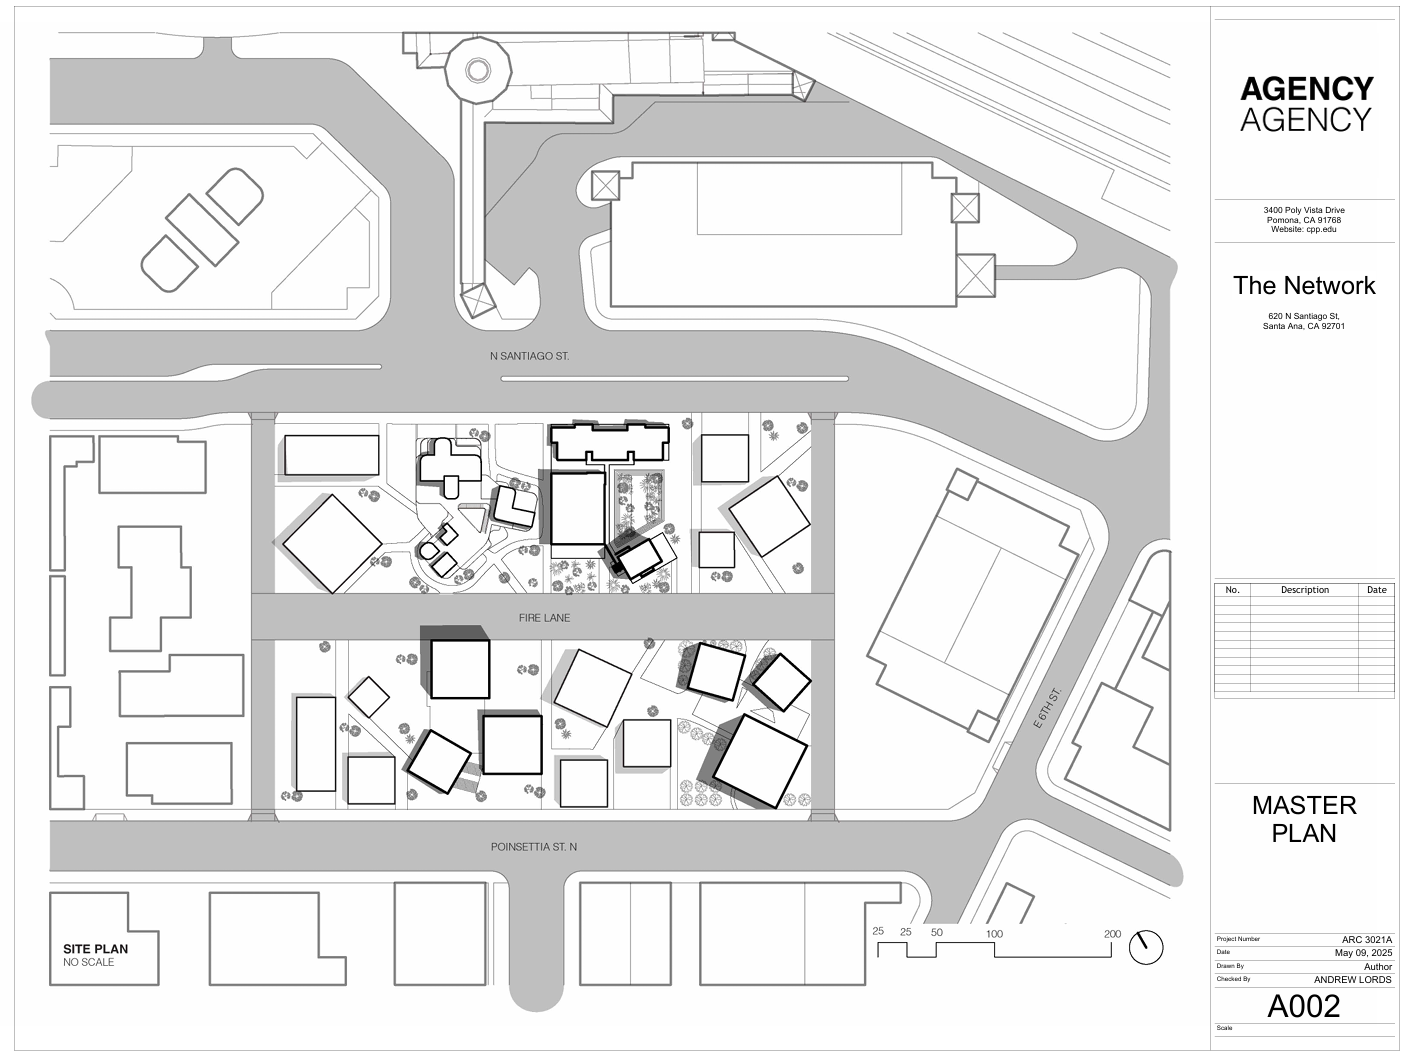 AGENCY
AGENCY
3400 Poly Vista Drive
Pomona, CA 91768
Website: cpp.edu
The Network
620 N Santiago St,
Santa Ana, CA 92701
N SANTIAGO ST.
FIRE LANE
E 6TH ST.
POINSETTIA ST. N
SITE PLAN
NO SCALE
25 25 50 100 200
No. Description Date
MASTER
PLAN
Project Number ARC 3021A
Date May 09, 2025
Drawn By Author
Checked By ANDREW LORDS
A002
Scale